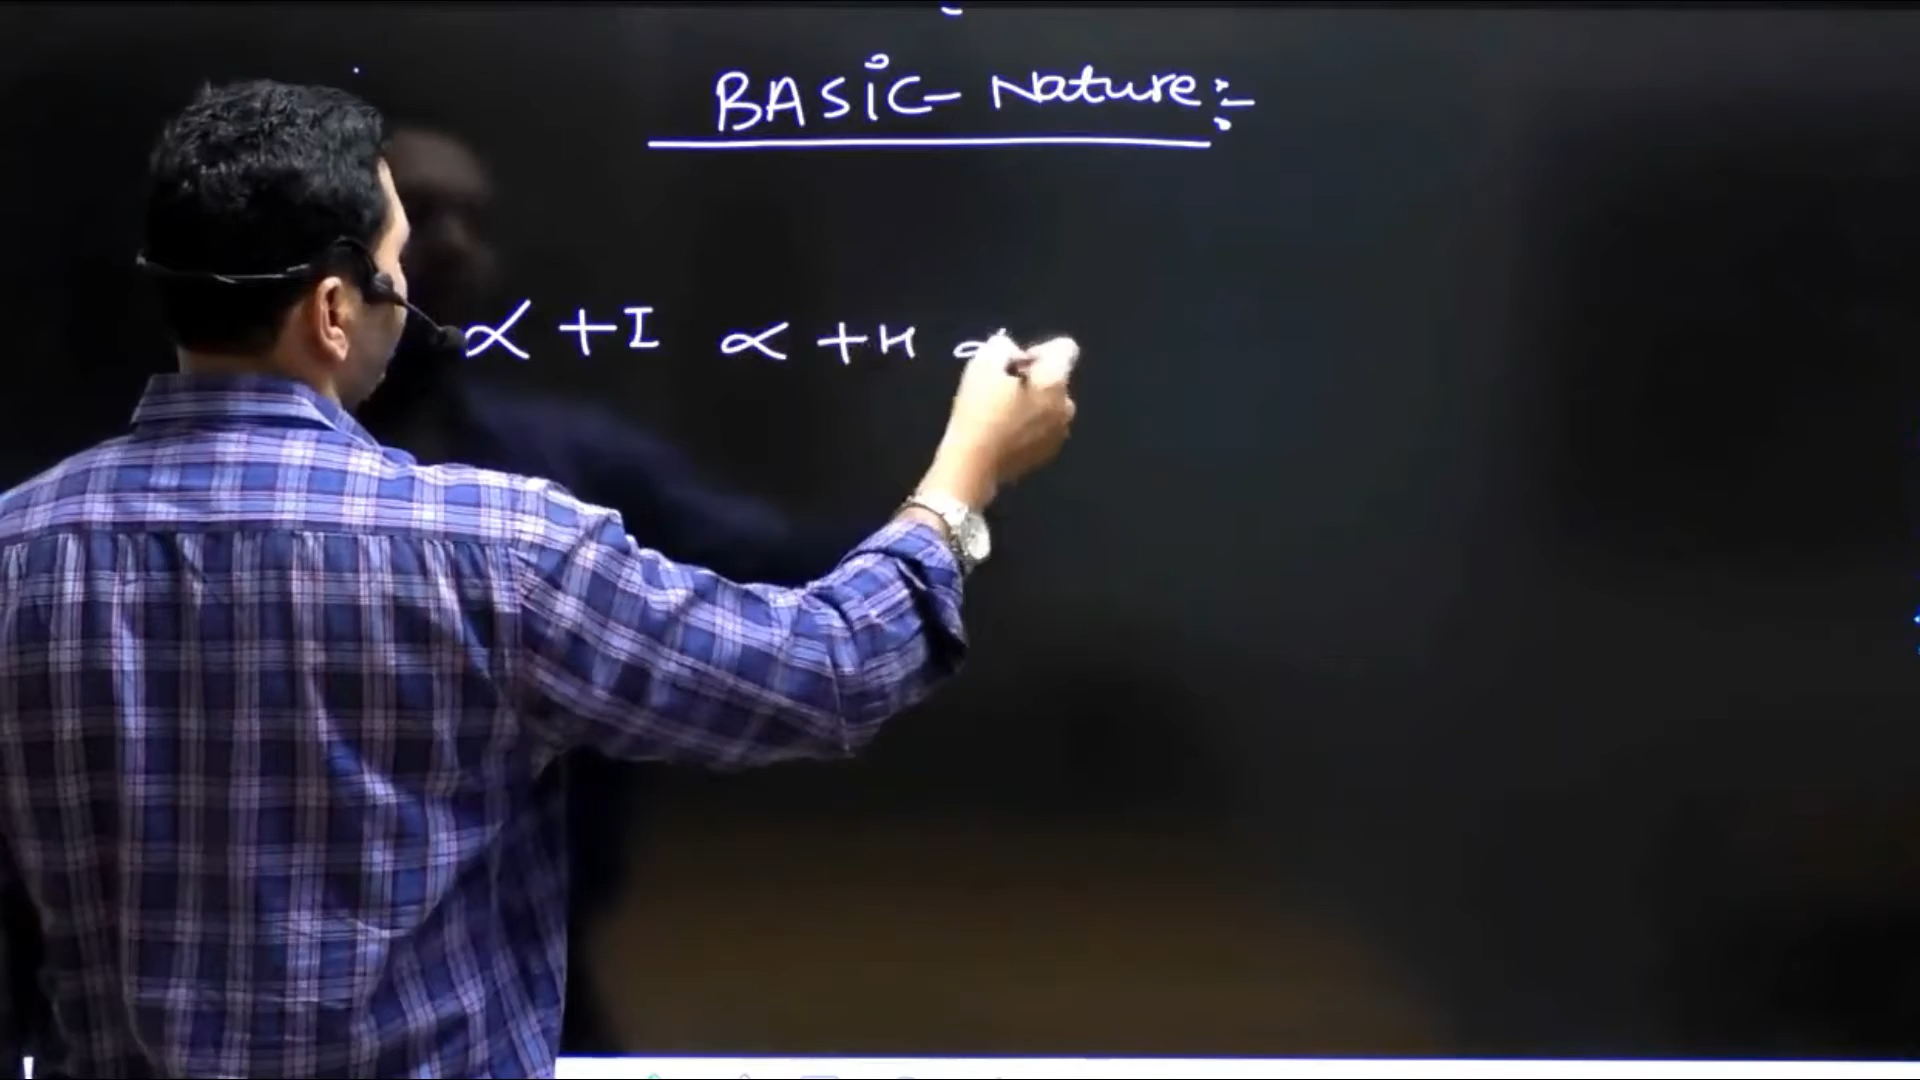 BASIC Nature:-
∝ +I ∝ +H ∝